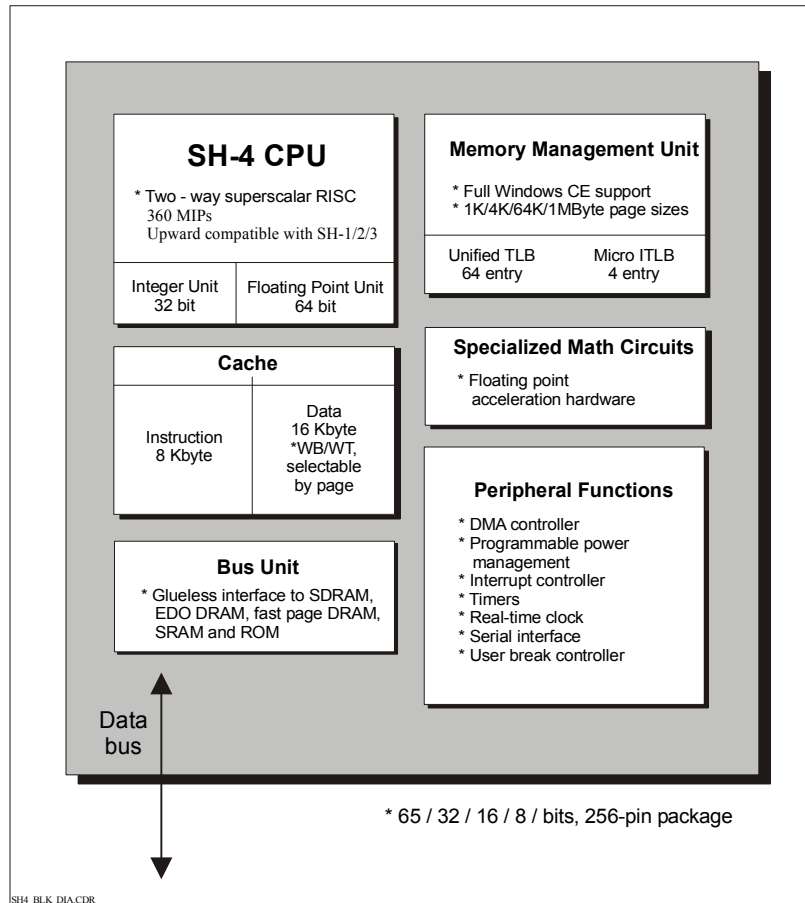 SH-4 CPU
* Two - way superscalar RISC
360 MIPs
Upward compatible with SH-1/2/3
Integer Unit
32 bit
Floating Point Unit
64 bit
Cache
Instruction
8 Kbyte
Data
16 Kbyte
*WB/WT,
selectable
by page
Bus Unit
* Glueless interface to SDRAM,
EDO DRAM, fast page DRAM,
SRAM and ROM
Memory Management Unit
* Full Windows CE support
* 1K/4K/64K/1MByte page sizes
Unified TLB
64 entry
Micro ITLB
4 entry
Specialized Math Circuits
* Floating point
acceleration hardware
Peripheral Functions
* DMA controller
* Programmable power
management
* Interrupt controller
* Timers
* Real-time clock
* Serial interface
* User break controller
Data
bus
* 65 / 32 / 16 / 8 / bits, 256-pin package
SH4_BLK_DIA.CDR